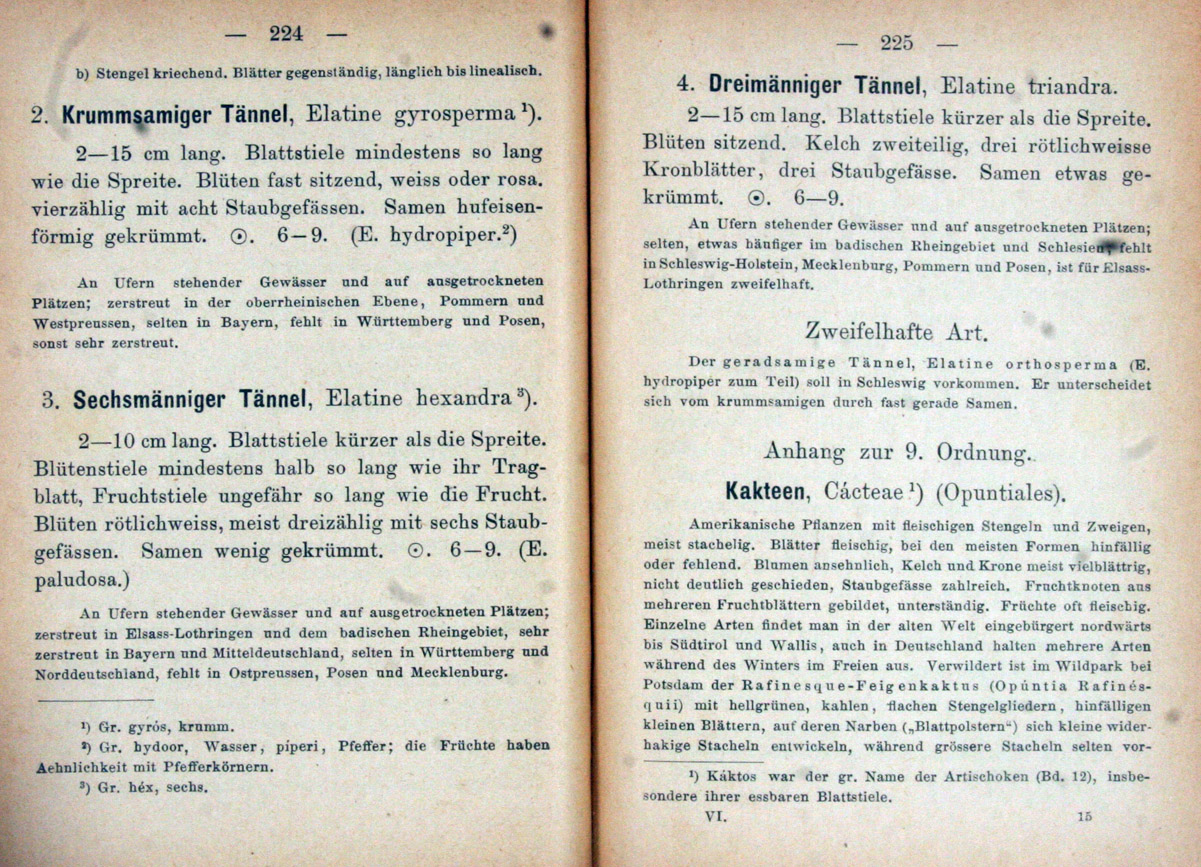 — 224 —
b) Stengel kriechend. Blätter gegenständig, länglich bis linealisch.
2. Krummsamiger Tännel, Elatine gyrosperma ¹).
2—15 cm lang. Blattstiele mindestens so lang
wie die Spreite. Blüten fast sitzend, weiss oder rosa.
vierzählig mit acht Staubgefässen. Samen hufeisen-
förmig gekrümmt. ☉. 6—9. (E. hydropiper.²)
An Ufern stehender Gewässer und auf ausgetrockneten
Plätzen; zerstreut in der oberrheinischen Ebene, Pommern und
Westpreussen, selten in Bayern, fehlt in Württemberg und Posen,
sonst sehr zerstreut.
3. Sechsmänniger Tännel, Elatine hexandra ³).
2—10 cm lang. Blattstiele kürzer als die Spreite.
Blütenstiele mindestens halb so lang wie ihr Trag-
blatt, Fruchtstiele ungefähr so lang wie die Frucht.
Blüten rötlichweiss, meist dreizählig mit sechs Staub-
gefässen. Samen wenig gekrümmt. ☉. 6—9. (E.
paludosa.)
An Ufern stehender Gewässer und auf ausgetrockneten Plätzen;
zerstreut in Elsass-Lothringen und dem badischen Rheingebiet, sehr
zerstreut in Bayern und Mitteldeutschland, selten in Württemberg und
Norddeutschland, fehlt in Ostpreussen, Posen und Mecklenburg.
¹) Gr. gyrós, krumm.
²) Gr. hydoor, Wasser, piperi, Pfeffer; die Früchte haben
Aehnlichkeit mit Pfefferkörnern.
³) Gr. héx, sechs.
— 225 —
4. Dreimänniger Tännel, Elatine triandra.
2—15 cm lang. Blattstiele kürzer als die Spreite.
Blüten sitzend. Kelch zweiteilig, drei rötlichweisse
Kronblätter, drei Staubgefässe. Samen etwas ge-
krümmt. ☉. 6—9.
An Ufern stehender Gewässer und auf ausgetrockneten Plätzen;
selten, etwas häufiger im badischen Rheingebiet und Schlesien, fehlt
in Schleswig-Holstein, Mecklenburg, Pommern und Posen, ist für Elsass-
Lothringen zweifelhaft.
Zweifelhafte Art.
Der geradsamige Tännel, Elatine orthosperma (E.
hydropiper zum Teil) soll in Schleswig vorkommen. Er unterscheidet
sich vom krummsamigen durch fast gerade Samen.
Anhang zur 9. Ordnung.
Kakteen, Cácteae ¹) (Opuntiales).
Amerikanische Pflanzen mit fleischigen Stengeln und Zweigen,
meist stachelig. Blätter fleischig, bei den meisten Formen hinfällig
oder fehlend. Blumen ansehnlich, Kelch und Krone meist vielblättrig,
nicht deutlich geschieden, Staubgefässe zahlreich. Fruchtknoten aus
mehreren Fruchtblättern gebildet, unterständig. Früchte oft fleischig.
Einzelne Arten findet man in der alten Welt eingebürgert nordwärts
bis Südtirol und Wallis, auch in Deutschland halten mehrere Arten
während des Winters im Freien aus. Verwildert ist im Wildpark bei
Potsdam der Rafinesque-Feigenkaktus (Opúntia Rafinés-
quii) mit hellgrünen, kahlen, flachen Stengelgliedern, hinfälligen
kleinen Blättern, auf deren Narben („Blattpolstern“) sich kleine wider-
hakige Stacheln entwickeln, während grössere Stacheln selten vor-
¹) Káktos war der gr. Name der Artischoken (Bd. 12), insbe-
sondere ihrer essbaren Blattstiele.
VI. 15